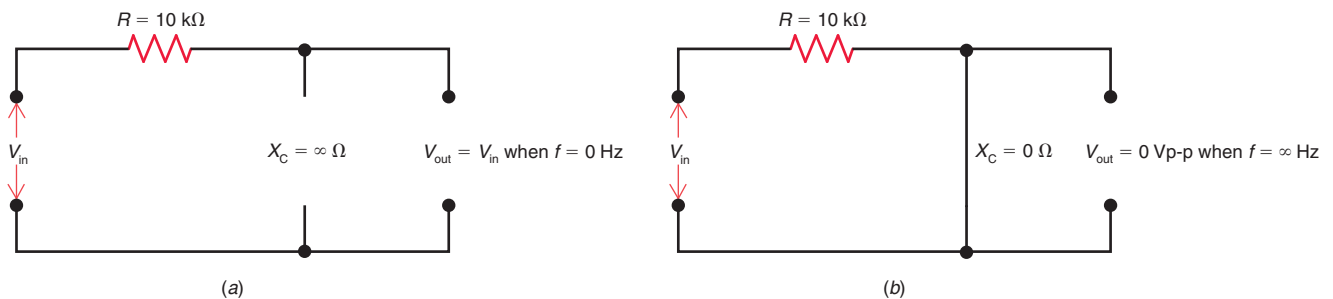 R = 10 kΩ
V_in
X_C = ∞ Ω
V_out = V_in when f = 0 Hz
(a)
R = 10 kΩ
V_in
X_C = 0 Ω
V_out = 0 Vp-p when f = ∞ Hz
(b)